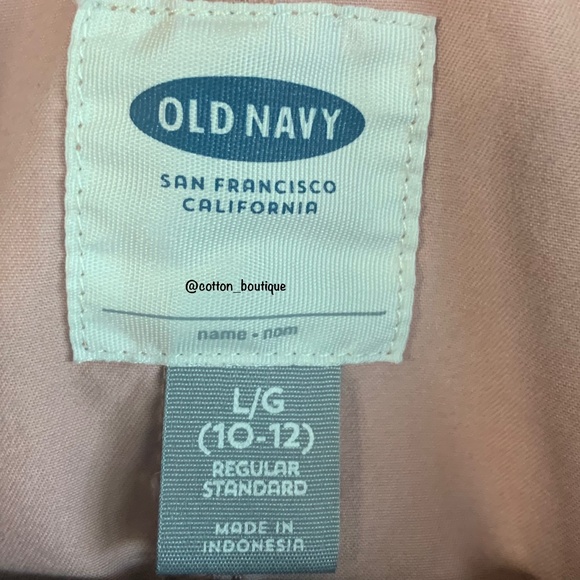 OLD NAVY
SAN FRANCISCO
CALIFORNIA
@cotton_boutique
name - nom
L/G
(10-12)
REGULAR
STANDARD
MADE IN
INDONESIA